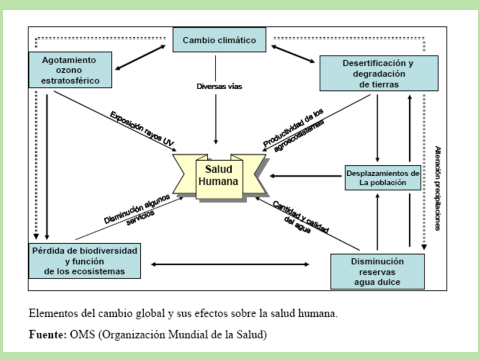 Cambio climático
Agotamiento
ozono
estratosférico
Desertificación y
degradación
de tierras
Diversas vías
Exposición rayos UV
Productividad de los
agroecosistemas
Salud
Humana
Desplazamientos de
La población
Alteración precipitaciones
Disminución algunos
servicios
Cantidad y calidad
del agua
Pérdida de biodiversidad
y función
de los ecosistemas
Disminución
reservas
agua dulce
Elementos del cambio global y sus efectos sobre la salud humana.
Fuente: OMS (Organización Mundial de la Salud)